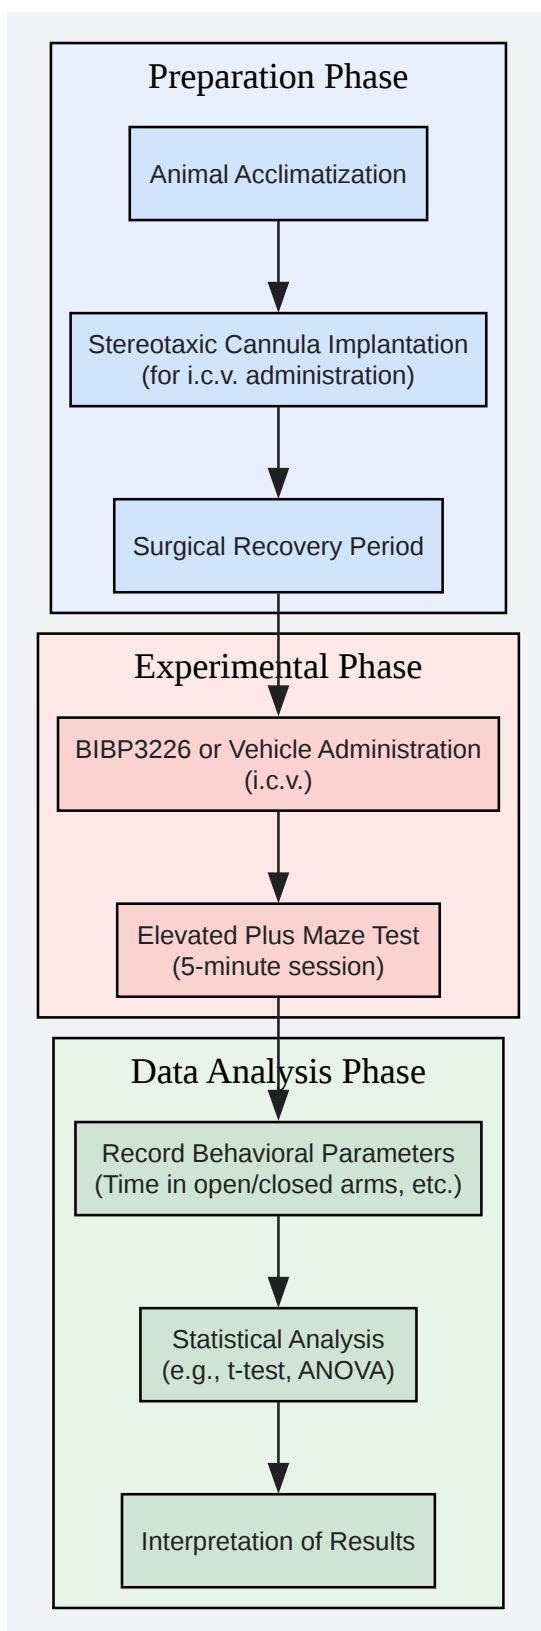 Preparation Phase
Animal Acclimatization
Stereotaxic Cannula Implantation
(for i.c.v. administration)
Surgical Recovery Period
Experimental Phase
BIBP3226 or Vehicle Administration
(i.c.v.)
Elevated Plus Maze Test
(5-minute session)
Data Analysis Phase
Record Behavioral Parameters
(Time in open/closed arms, etc.)
Statistical Analysis
(e.g., t-test, ANOVA)
Interpretation of Results